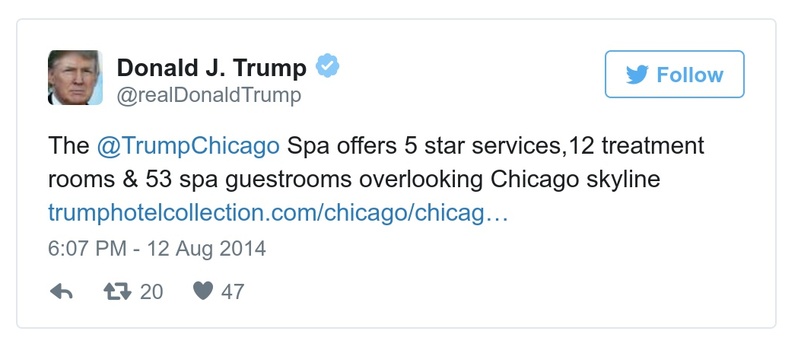 Donald J. Trump
@realDonaldTrump
Follow
The @TrumpChicago Spa offers 5 star services,12 treatment
rooms & 53 spa guestrooms overlooking Chicago skyline
trumphotelcollection.com/chicago/chicag…
6:07 PM - 12 Aug 2014
20 47